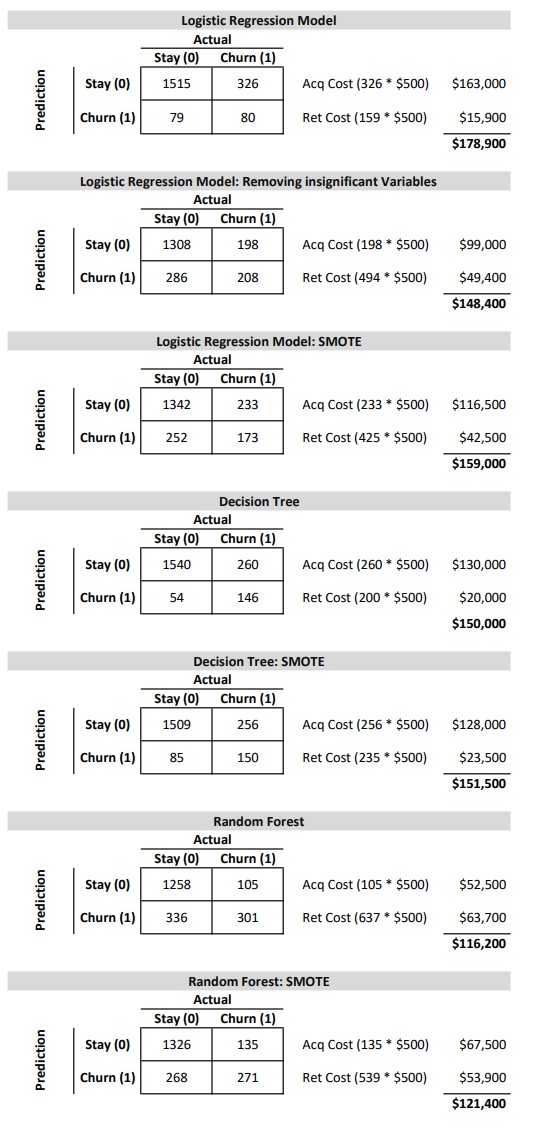 Logistic Regression Model
Actual
Stay (0) Churn (1)
Prediction
Stay (0) 1515 326 Acq Cost (326 * $500) $163,000
Churn (1) 79 80 Ret Cost (159 * $500) $15,900
$178,900
Logistic Regression Model: Removing insignificant Variables
Actual
Stay (0) Churn (1)
Prediction
Stay (0) 1308 198 Acq Cost (198 * $500) $99,000
Churn (1) 286 208 Ret Cost (494 * $500) $49,400
$148,400
Logistic Regression Model: SMOTE
Actual
Stay (0) Churn (1)
Prediction
Stay (0) 1342 233 Acq Cost (233 * $500) $116,500
Churn (1) 252 173 Ret Cost (425 * $500) $42,500
$159,000
Decision Tree
Actual
Stay (0) Churn (1)
Prediction
Stay (0) 1540 260 Acq Cost (260 * $500) $130,000
Churn (1) 54 146 Ret Cost (200 * $500) $20,000
$150,000
Decision Tree: SMOTE
Actual
Stay (0) Churn (1)
Prediction
Stay (0) 1509 256 Acq Cost (256 * $500) $128,000
Churn (1) 85 150 Ret Cost (235 * $500) $23,500
$151,500
Random Forest
Actual
Stay (0) Churn (1)
Prediction
Stay (0) 1258 105 Acq Cost (105 * $500) $52,500
Churn (1) 336 301 Ret Cost (637 * $500) $63,700
$116,200
Random Forest: SMOTE
Actual
Stay (0) Churn (1)
Prediction
Stay (0) 1326 135 Acq Cost (135 * $500) $67,500
Churn (1) 268 271 Ret Cost (539 * $500) $53,900
$121,400